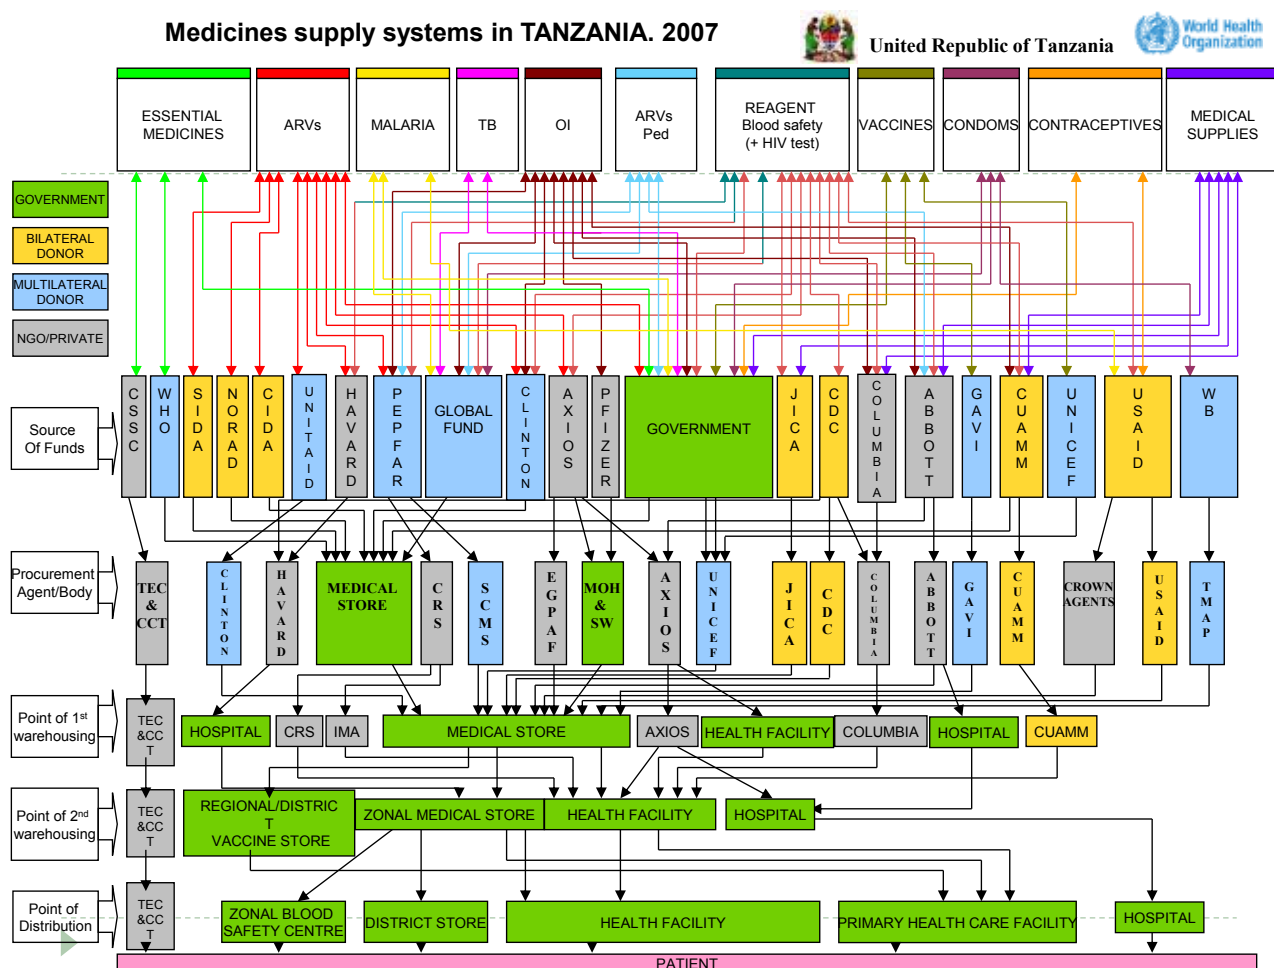 Medicines supply systems in TANZANIA. 2007
United Republic of Tanzania
World Health
Organization
ESSENTIAL
MEDICINES
ARVs
MALARIA
TB
OI
ARVs
Ped
REAGENT
Blood safety
(+ HIV test)
VACCINES
CONDOMS
CONTRACEPTIVES
MEDICAL
SUPPLIES
GOVERNMENT
BILATERAL
DONOR
MULTILATERAL
DONOR
NGO/PRIVATE
Source
Of Funds
CSSC
WHO
SIDA
NORAD
CIDA
UNITAID
HAVARD
PEPFAR
GLOBAL
FUND
CLINTON
AXIOS
PFIZER
GOVERNMENT
JICA
CDC
COLUMBIA
ABBOTT
GAVI
CUAMM
UNICEF
USAID
WB
Procurement
Agent/Body
TEC
&
CCT
CLINTON
HAVARD
MEDICAL
STORE
CRS
SCMS
EGPAF
MOH
&
SW
AXIOS
UNICEF
JICA
CDC
COLUMBIA
ABBOTT
GAVI
CUAMM
CROWN
AGENTS
USAID
TMAP
Point of 1st
warehousing
TEC
&CC
T
HOSPITAL
CRS
IMA
MEDICAL STORE
AXIOS
HEALTH FACILITY
COLUMBIA
HOSPITAL
CUAMM
Point of 2nd
warehousing
TEC
&CC
T
REGIONAL/DISTRIC
T
VACCINE STORE
ZONAL MEDICAL STORE
HEALTH FACILITY
HOSPITAL
Point of
Distribution
TEC
&CC
T
ZONAL BLOOD
SAFETY CENTRE
DISTRICT STORE
HEALTH FACILITY
PRIMARY HEALTH CARE FACILITY
HOSPITAL
PATIENT